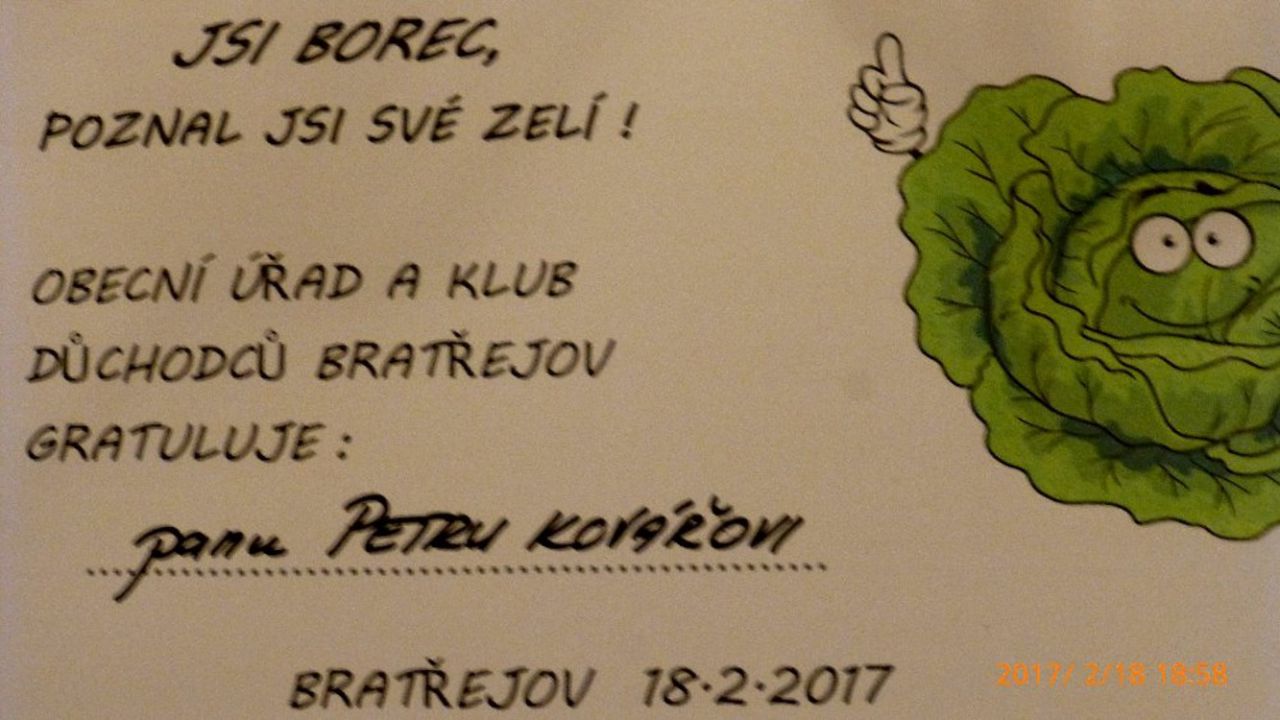 JSI BOREC,
POZNAL JSI SVÉ ZELÍ !
OBECNÍ ÚŘAD A KLUB
DŮCHODCŮ BRATŘEJOV
GRATULUJE :
panu PETRU KOVÁŘOVI
BRATŘEJOV 18·2·2017
2017/ 2/18 18:58